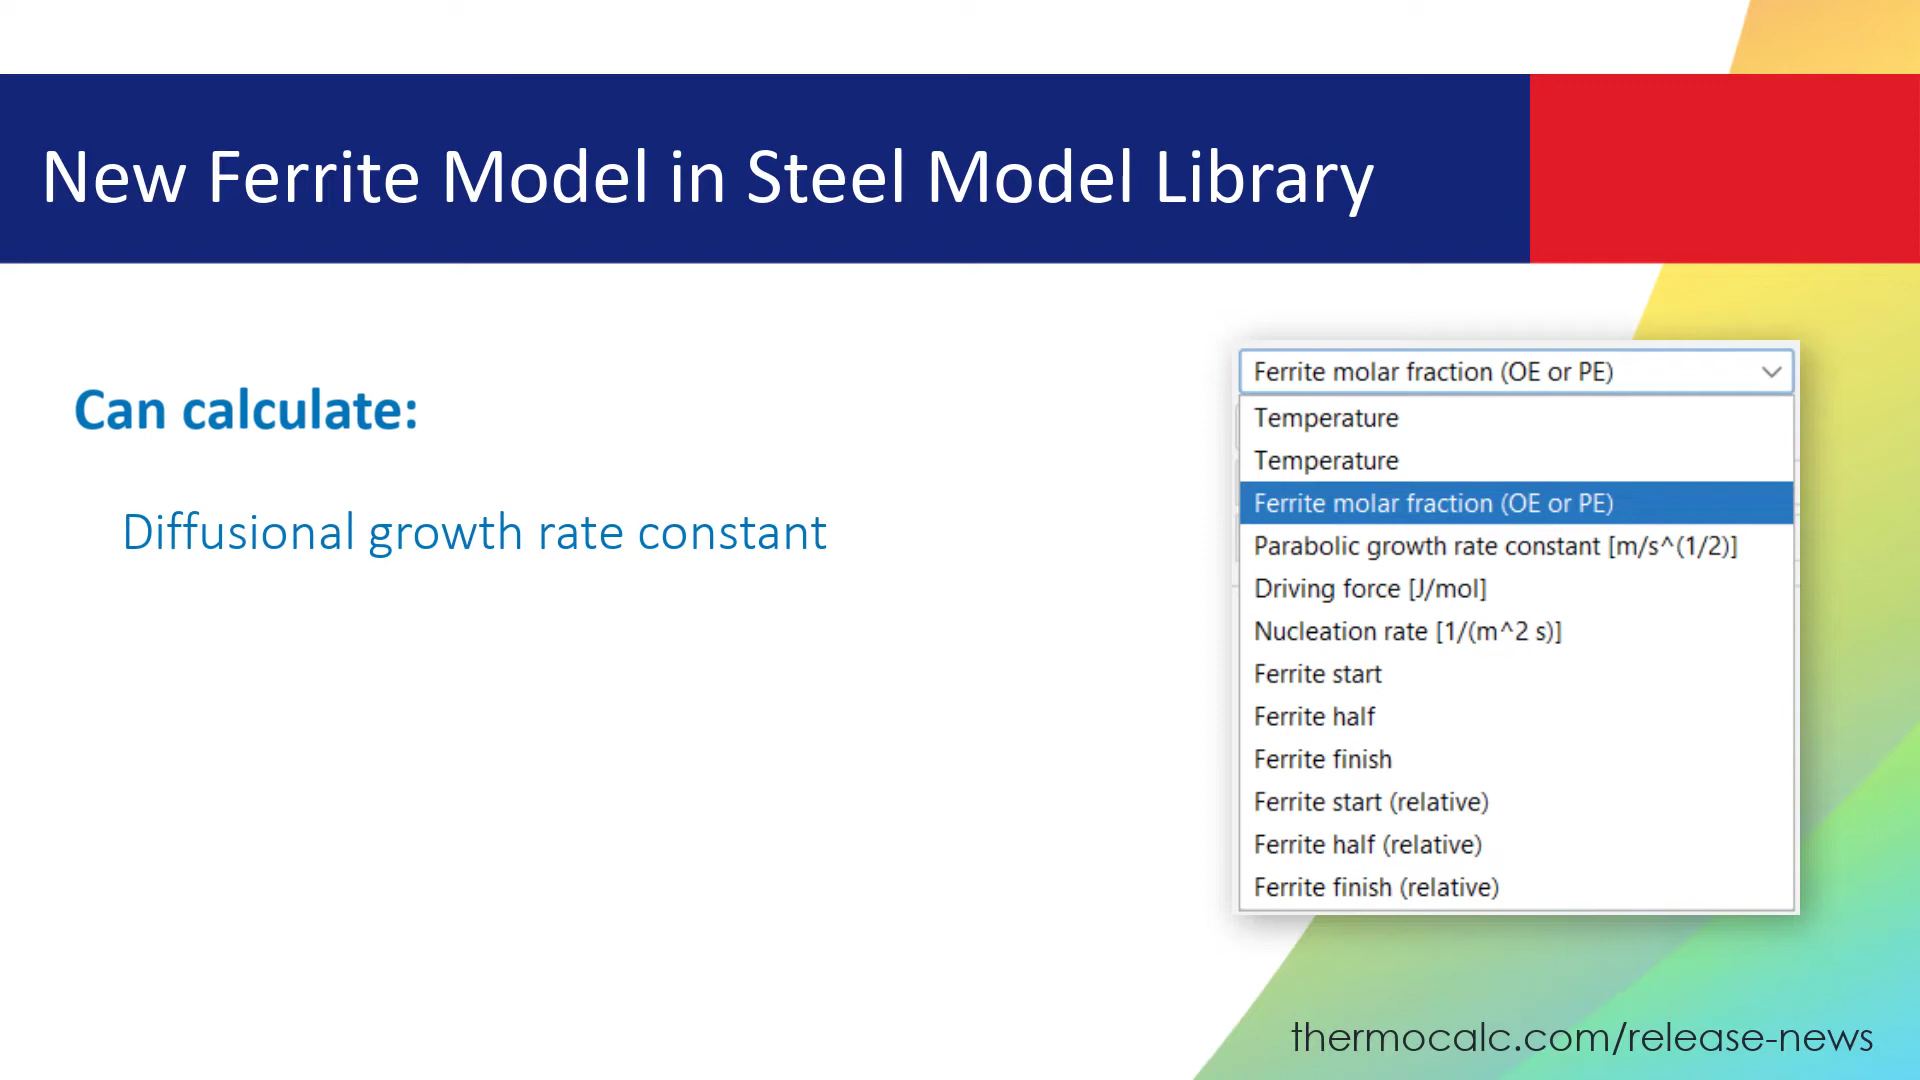 New Ferrite Model in Steel Model Library
Can calculate:
Diffusional growth rate constant
Ferrite molar fraction (OE or PE)
Temperature
Temperature
Ferrite molar fraction (OE or PE)
Parabolic growth rate constant [m/s^(1/2)]
Driving force [J/mol]
Nucleation rate [1/(m^2 s)]
Ferrite start
Ferrite half
Ferrite finish
Ferrite start (relative)
Ferrite half (relative)
Ferrite finish (relative)
thermocalc.com/release-news